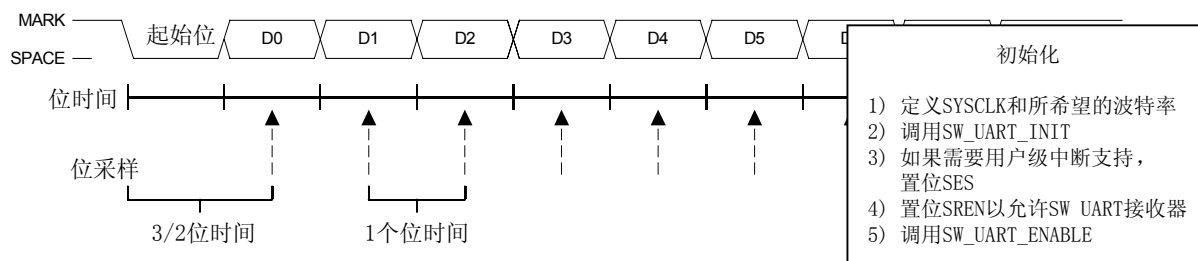 MARK
起始位 D0 D1 D2 D3 D4 D5
SPACE
位时间
位采样
3/2位时间
1个位时间
初始化
1) 定义SYSCLK和所希望的波特率
2) 调用SW_UART_INIT
3) 如果需要用户级中断支持，
置位SES
4) 置位SREN以允许SW UART接收器
5) 调用SW_UART_ENABLE